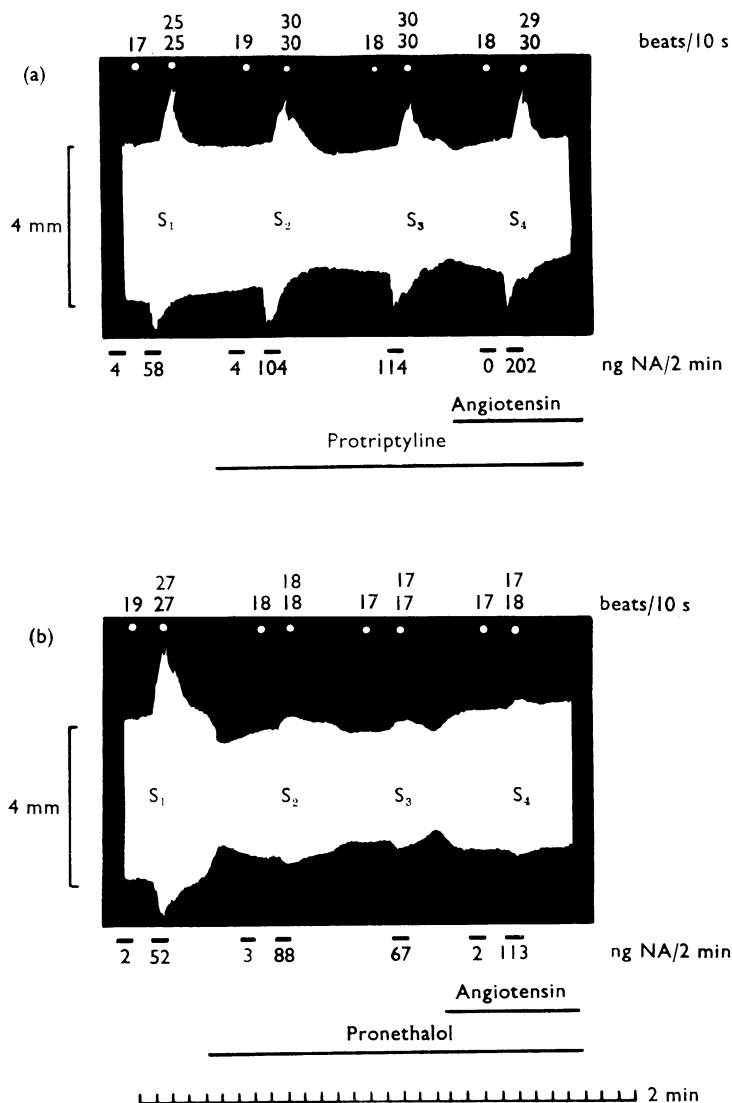 25 30 30 29
17 25 19 30 18 30 18 30 beats/10 s
(a)
4 mm
S₁ S₂ S₃ S₄
4 58 4 104 114 0 202 ng NA/2 min
Angiotensin
Protriptyline
27 18 17 17
19 27 18 18 17 17 17 18 beats/10 s
(b)
4 mm
S₁ S₂ S₃ S₄
2 52 3 88 67 2 113 ng NA/2 min
Angiotensin
Pronethalol
2 min